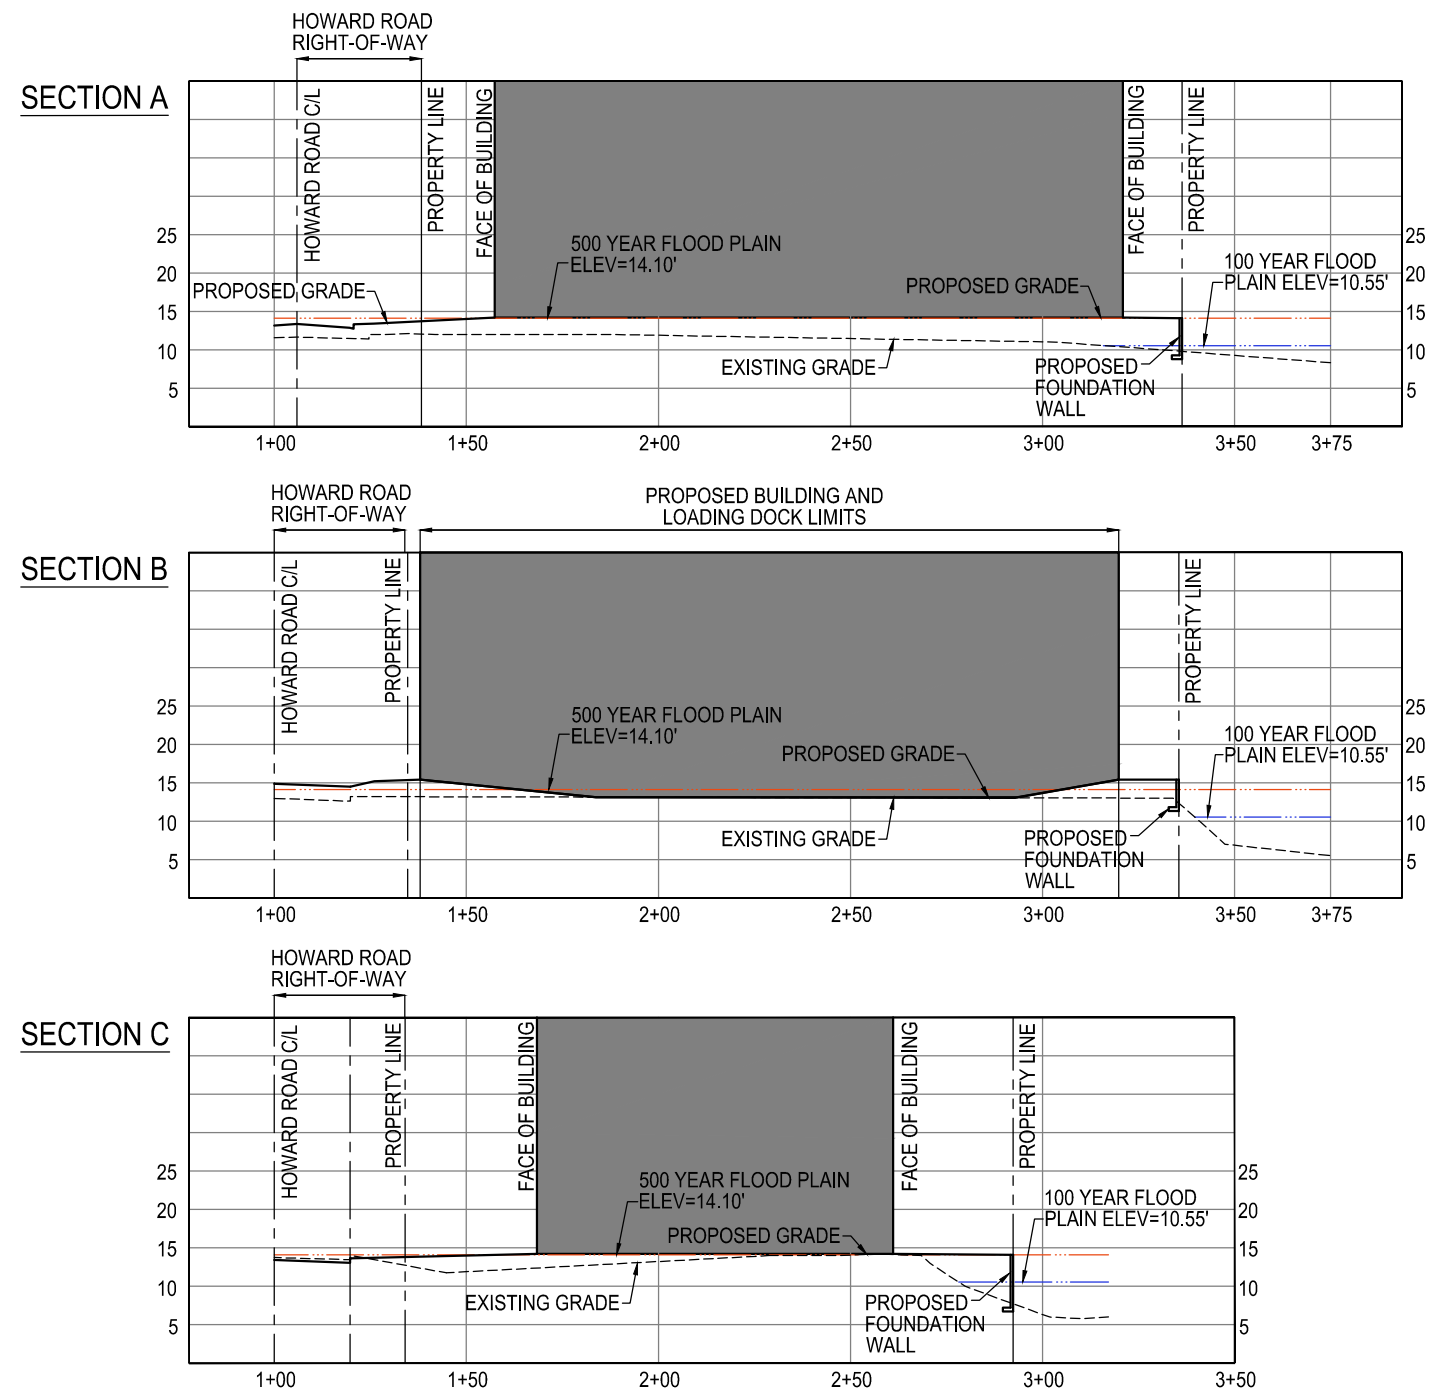 HOWARD ROAD
RIGHT-OF-WAY
SECTION A
HOWARD ROAD C/L
PROPERTY LINE
FACE OF BUILDING
FACE OF BUILDING
PROPERTY LINE
25
20
15
10
5
500 YEAR FLOOD PLAIN
ELEV=14.10'
PROPOSED GRADE
PROPOSED GRADE
100 YEAR FLOOD
PLAIN ELEV=10.55'
EXISTING GRADE
PROPOSED
FOUNDATION
WALL
25
20
15
10
5
1+00 1+50 2+00 2+50 3+00 3+50 3+75
HOWARD ROAD
RIGHT-OF-WAY
PROPOSED BUILDING AND
LOADING DOCK LIMITS
SECTION B
HOWARD ROAD C/L
PROPERTY LINE
PROPERTY LINE
25
20
15
10
5
500 YEAR FLOOD PLAIN
ELEV=14.10'
PROPOSED GRADE
100 YEAR FLOOD
PLAIN ELEV=10.55'
EXISTING GRADE
PROPOSED
FOUNDATION
WALL
25
20
15
10
5
1+00 1+50 2+00 2+50 3+00 3+50 3+75
HOWARD ROAD
RIGHT-OF-WAY
SECTION C
HOWARD ROAD C/L
PROPERTY LINE
FACE OF BUILDING
FACE OF BUILDING
PROPERTY LINE
25
20
15
10
5
500 YEAR FLOOD PLAIN
ELEV=14.10'
PROPOSED GRADE
100 YEAR FLOOD
PLAIN ELEV=10.55'
EXISTING GRADE
PROPOSED
FOUNDATION
WALL
25
20
15
10
5
1+00 1+50 2+00 2+50 3+00 3+50